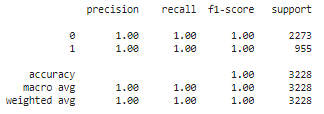 precision recall f1-score support
0 1.00 1.00 1.00 2273
1 1.00 1.00 1.00 955
accuracy 1.00 3228
macro avg 1.00 1.00 1.00 3228
weighted avg 1.00 1.00 1.00 3228